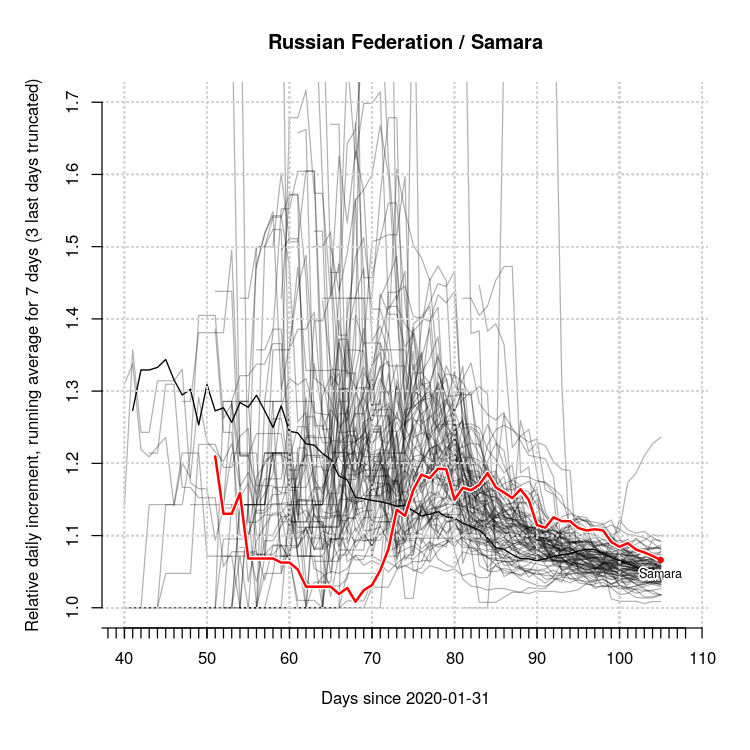 Russian Federation / Samara
Relative daily increment, running average for 7 days (3 last days truncated)
1.7
1.6
1.5
1.4
1.3
1.2
1.1
1.0
Samara
40 50 60 70 80 90 100 110
Days since 2020-01-31